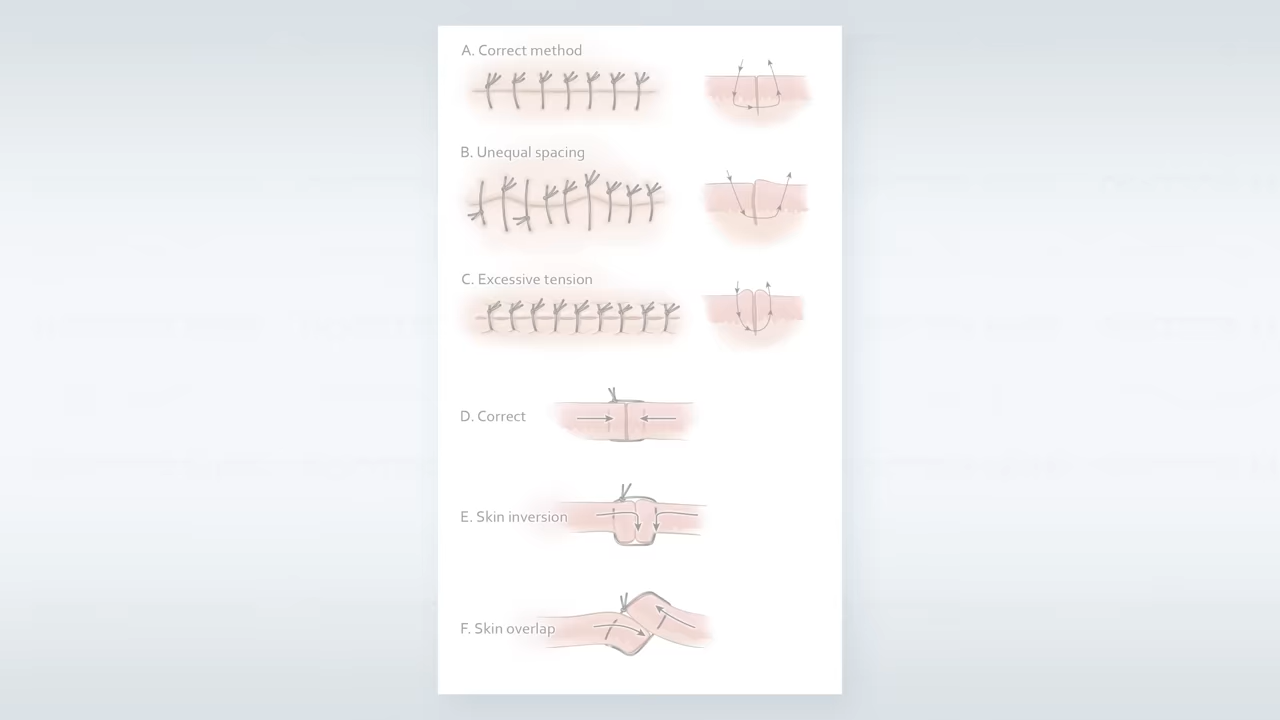 A. Correct method
B. Unequal spacing
C. Excessive tension
D. Correct
E. Skin inversion
F. Skin overlap